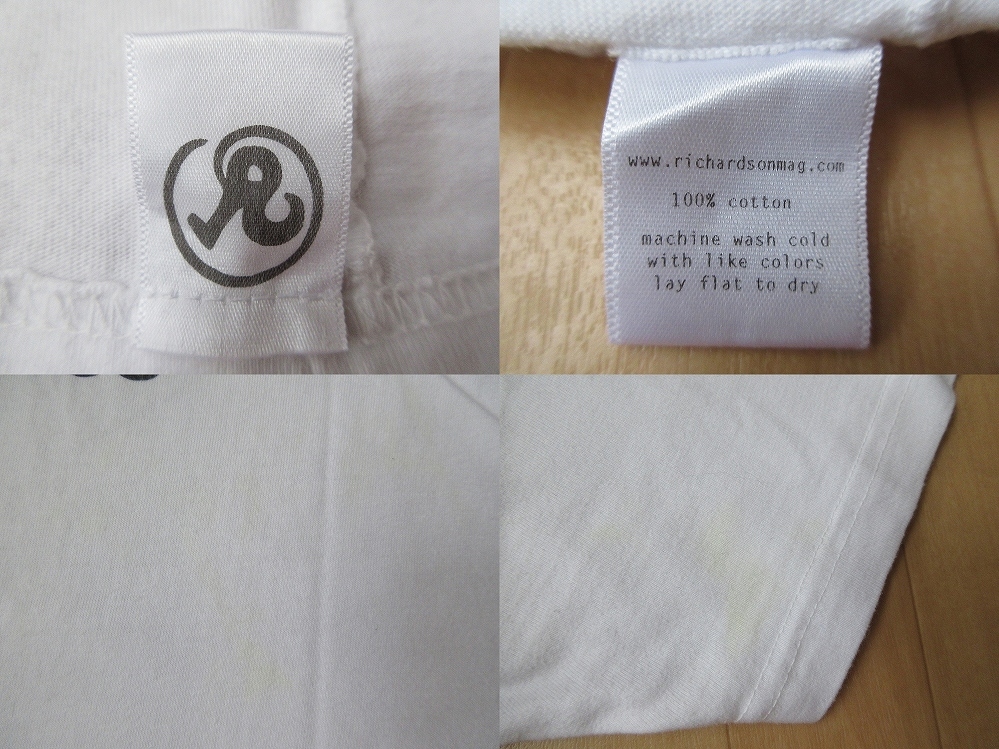 R
www.richardsonmag.com
100% cotton
machine wash cold
with like colors
lay flat to dry